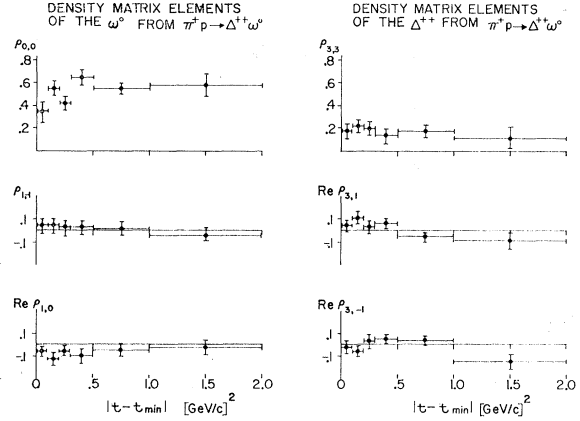 DENSITY MATRIX ELEMENTS
OF THE ω° FROM π⁺p→Δ⁺⁺ω°
ρ₀,₀
.8
.6
.4
.2
ρ₁,₋₁
.1
-.1
Re ρ₁,₀
.1
-.1
0 .5 1.0 1.5 2.0
|t-t min| [GeV/c]²
DENSITY MATRIX ELEMENTS
OF THE Δ⁺⁺ FROM π⁺p→Δ⁺⁺ω°
ρ₃,₃
.8
.6
.4
.2
Re ρ₃,₁
.1
-.1
Re ρ₃,₋₁
.1
-.1
0 .5 1.0 1.5 2.0
|t-t min| [GeV/c]²